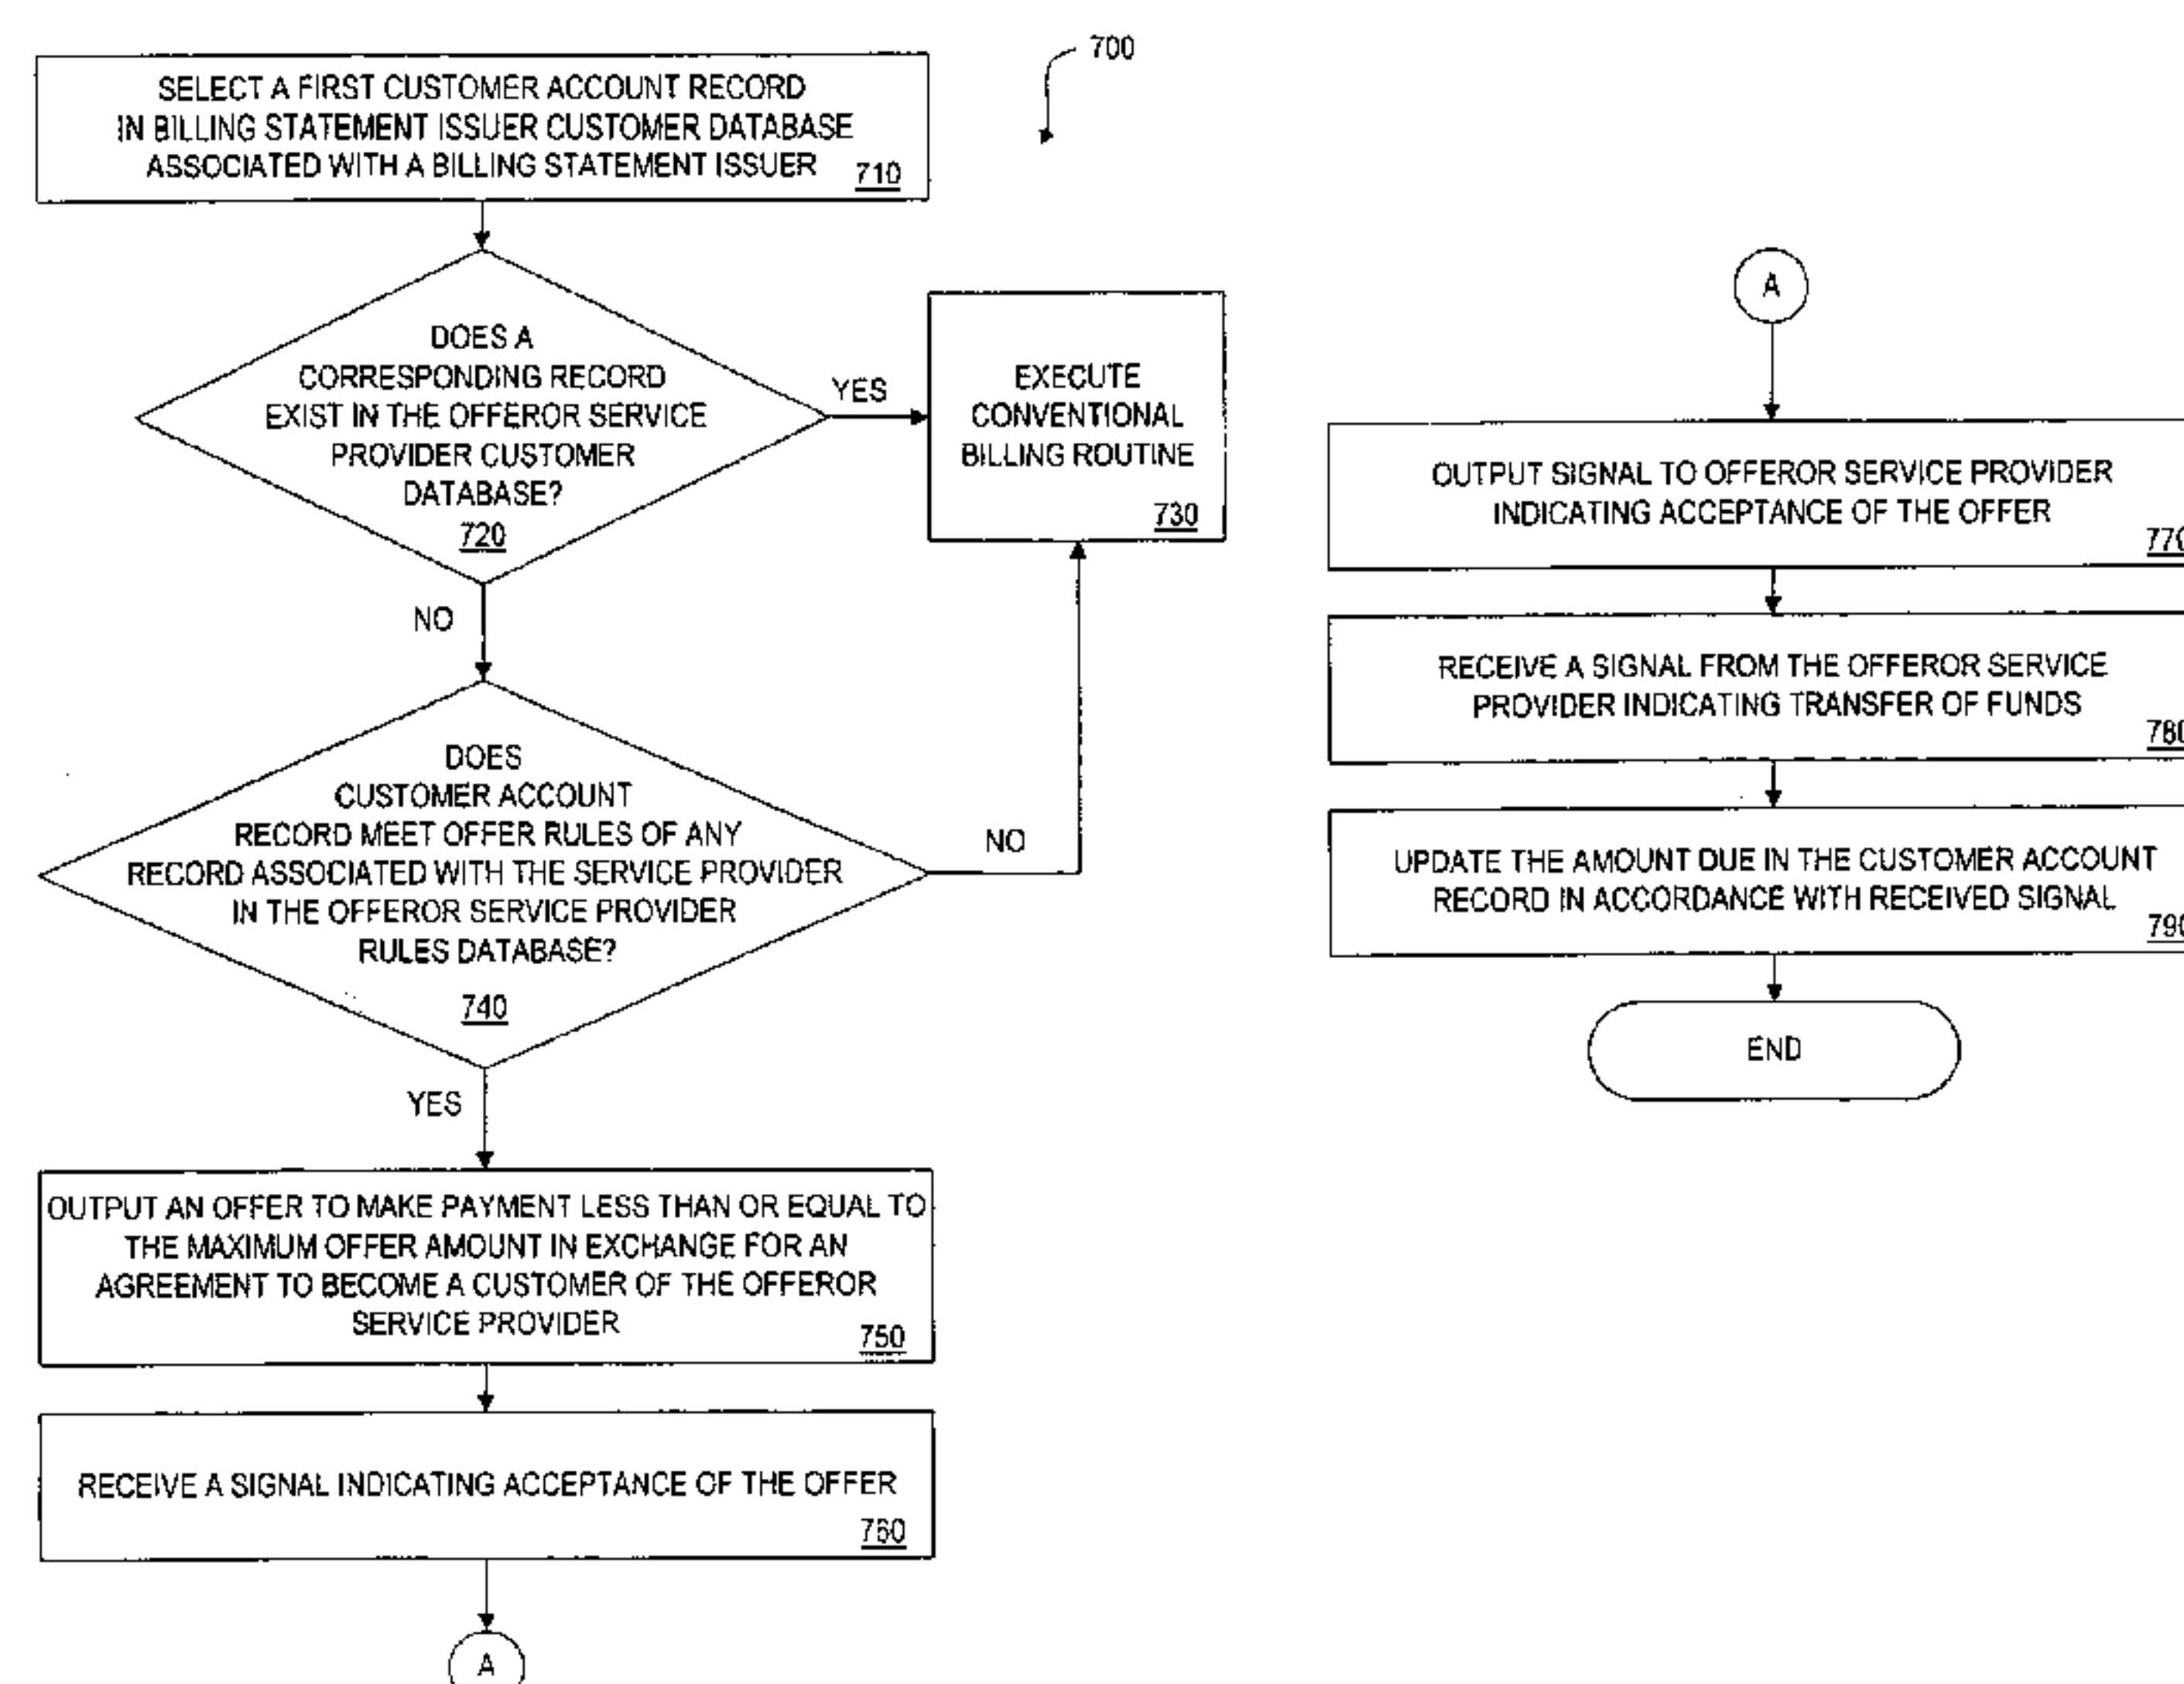 700
SELECT A FIRST CUSTOMER ACCOUNT RECORD
IN BILLING STATEMENT ISSUER CUSTOMER DATABASE
ASSOCIATED WITH A BILLING STATEMENT ISSUER
710
DOES A
CORRESPONDING RECORD
EXIST IN THE OFFEROR SERVICE
PROVIDER CUSTOMER
DATABASE?
720
YES
EXECUTE
CONVENTIONAL
BILLING ROUTINE
730
NO
DOES
CUSTOMER ACCOUNT
RECORD MEET OFFER RULES OF ANY
RECORD ASSOCIATED WITH THE SERVICE PROVIDER
IN THE OFFEROR SERVICE PROVIDER
RULES DATABASE?
740
NO
YES
OUTPUT AN OFFER TO MAKE PAYMENT LESS THAN OR EQUAL TO
THE MAXIMUM OFFER AMOUNT IN EXCHANGE FOR AN
AGREEMENT TO BECOME A CUSTOMER OF THE OFFEROR
SERVICE PROVIDER
750
RECEIVE A SIGNAL INDICATING ACCEPTANCE OF THE OFFER
760
A
A
OUTPUT SIGNAL TO OFFEROR SERVICE PROVIDER
INDICATING ACCEPTANCE OF THE OFFER
770
RECEIVE A SIGNAL FROM THE OFFEROR SERVICE
PROVIDER INDICATING TRANSFER OF FUNDS
780
UPDATE THE AMOUNT DUE IN THE CUSTOMER ACCOUNT
RECORD IN ACCORDANCE WITH RECEIVED SIGNAL
790
END